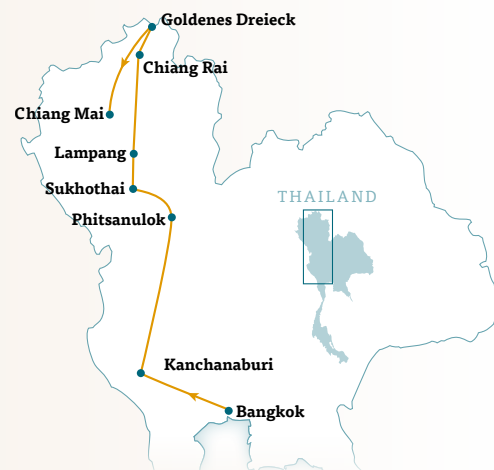 Goldenes Dreieck
Chiang Rai
Chiang Mai
Lampang
Sukhothai
THAILAND
Phitsanulok
Kanchanaburi
Bangkok